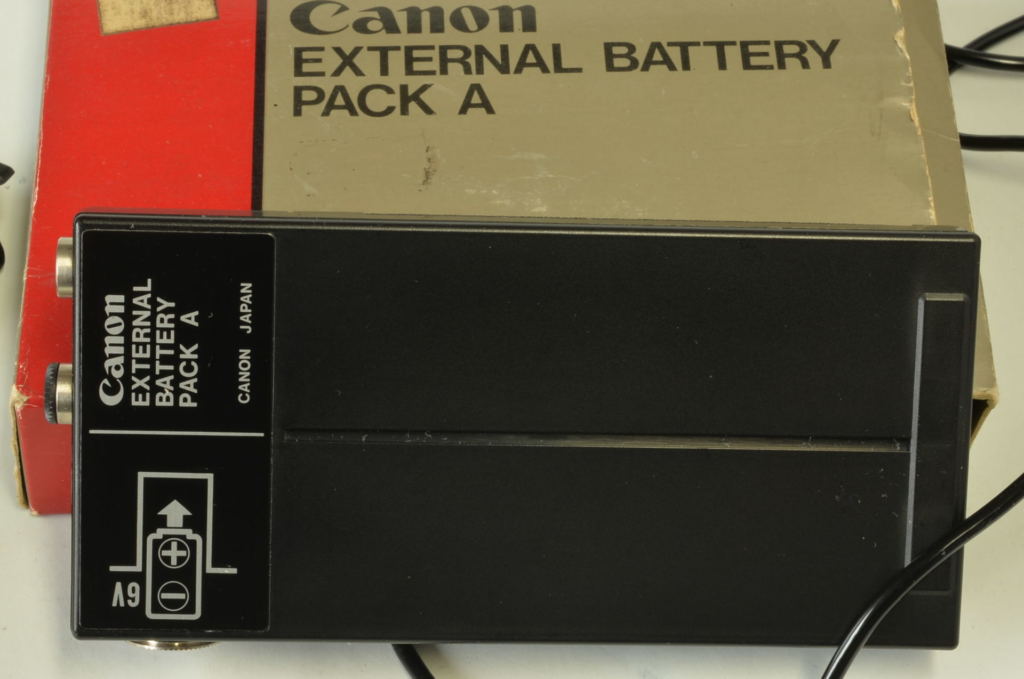 Canon
EXTERNAL BATTERY
PACK A
Canon
EXTERNAL
BATTERY
PACK A
CANON JAPAN
6V